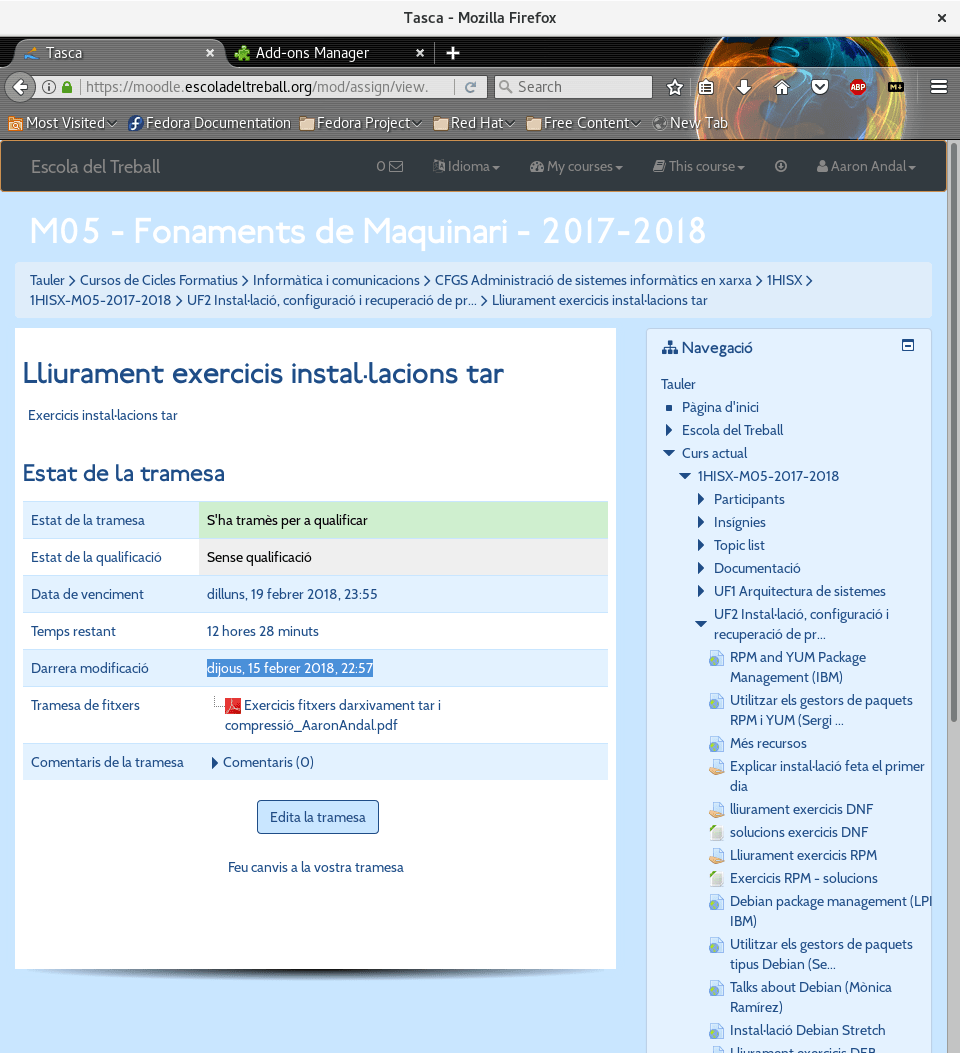 Tasca - Mozilla Firefox
×
Tasca ×
Add-ons Manager × +
https://moodle.escoladeltreball.org/mod/assign/view.
Search
ABP
M↓
Most Visited
Fedora Documentation
Fedora Project
Red Hat
Free Content
New Tab
Escola del Treball
0
Idioma
My courses
This course
Aaron Andal
M05 - Fonaments de Maquinari - 2017-2018
Tauler > Cursos de Cicles Formatius > Informàtica i comunicacions > CFGS Administració de sistemes informàtics en xarxa > 1HISX >
1HISX-M05-2017-2018 > UF2 Instal·lació, configuració i recuperació de pr... > Lliurament exercicis instal·lacions tar
Lliurament exercicis instal·lacions tar
Exercicis instal·lacions tar
Estat de la tramesa
Estat de la tramesa S'ha tramès per a qualificar
Estat de la qualificació Sense qualificació
Data de venciment dilluns, 19 febrer 2018, 23:55
Temps restant 12 hores 28 minuts
Darrera modificació dijous, 15 febrer 2018, 22:57
Tramesa de fitxers Exercicis fitxers darxivament tar i
compressió_AaronAndal.pdf
Comentaris de la tramesa Comentaris (0)
Edita la tramesa
Feu canvis a la vostra tramesa
Navegació
Tauler
Pàgina d'inici
Escola del Treball
Curs actual
1HISX-M05-2017-2018
Participants
Insígnies
Topic list
Documentació
UF1 Arquitectura de sistemes
UF2 Instal·lació, configuració i
recuperació de pr...
RPM and YUM Package
Management (IBM)
Utilitzar els gestors de paquets
RPM i YUM (Sergi ...
Més recursos
Explicar instal·lació feta el primer
dia
lliurament exercicis DNF
solucions exercicis DNF
Lliurament exercicis RPM
Exercicis RPM - solucions
Debian package management (LPI
IBM)
Utilitzar els gestors de paquets
tipus Debian (Se...
Talks about Debian (Mònica
Ramírez)
Instal·lació Debian Stretch
Lliurament exercicis DEB